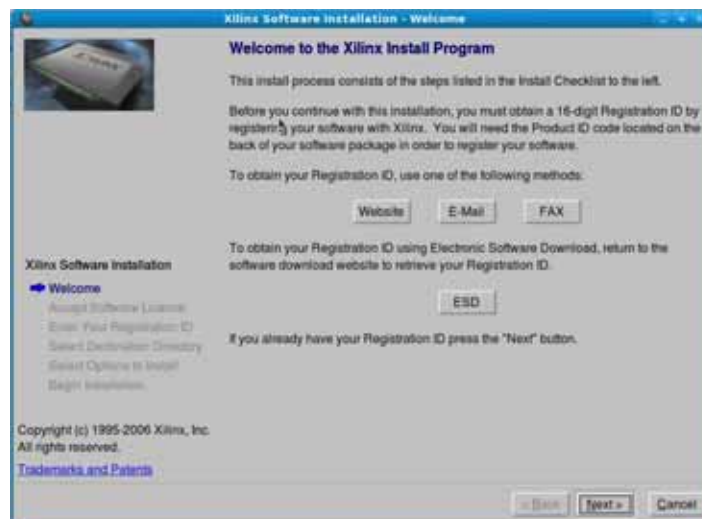 Xilinx Software Installation - Welcome
XILINX
Welcome to the Xilinx Install Program
This install process consists of the steps listed in the Install Checklist to the left.
Before you continue with this installation, you must obtain a 16-digit Registration ID by
registering your software with Xilinx. You will need the Product ID code located on the
back of your software package in order to register your software.
To obtain your Registration ID, use one of the following methods:
Website E-Mail FAX
To obtain your Registration ID using Electronic Software Download, return to the
software download website to retrieve your Registration ID.
ESD
If you already have your Registration ID press the "Next" button.
Xilinx Software Installation
Welcome
Accept Software License
Enter Your Registration ID
Select Destination Directory
Select Options to Install
Begin Installation
Copyright (c) 1995-2006 Xilinx, Inc.
All rights reserved.
Trademarks and Patents
< Back Next > Cancel